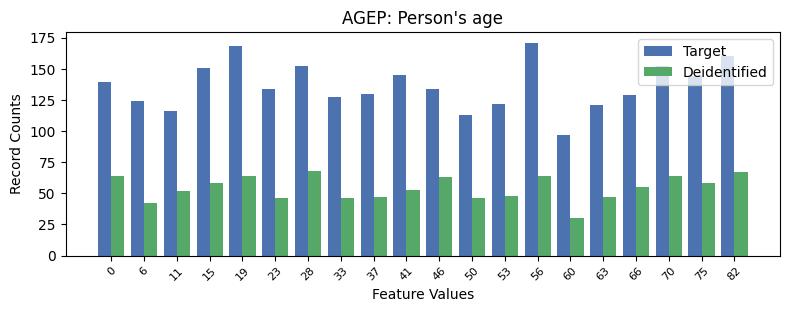 AGEP: Person's age
Record Counts
175
150
125
100
75
50
25
0
Target
Deidentified
0 6 11 15 19 23 28 33 37 41 46 50 53 56 60 63 66 70 75 82
Feature Values